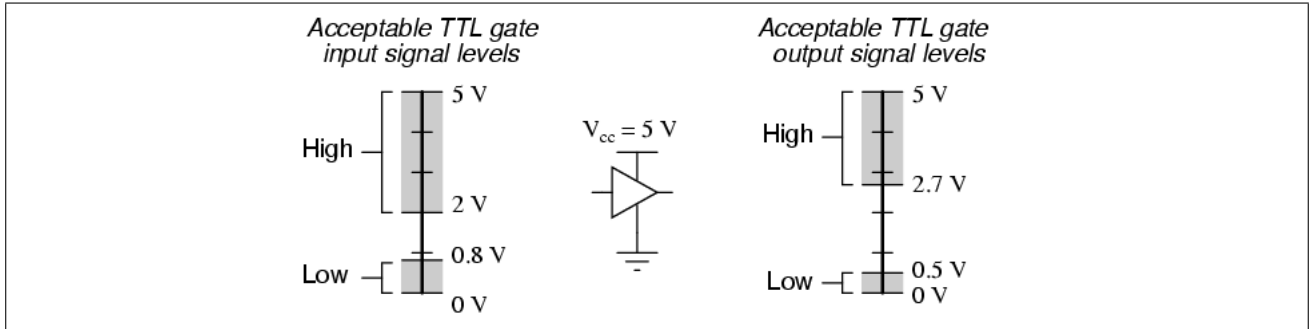 Acceptable TTL gate
input signal levels
5 V
High
2 V
0.8 V
Low
0 V
V_cc = 5 V
Acceptable TTL gate
output signal levels
5 V
High
2.7 V
0.5 V
Low
0 V